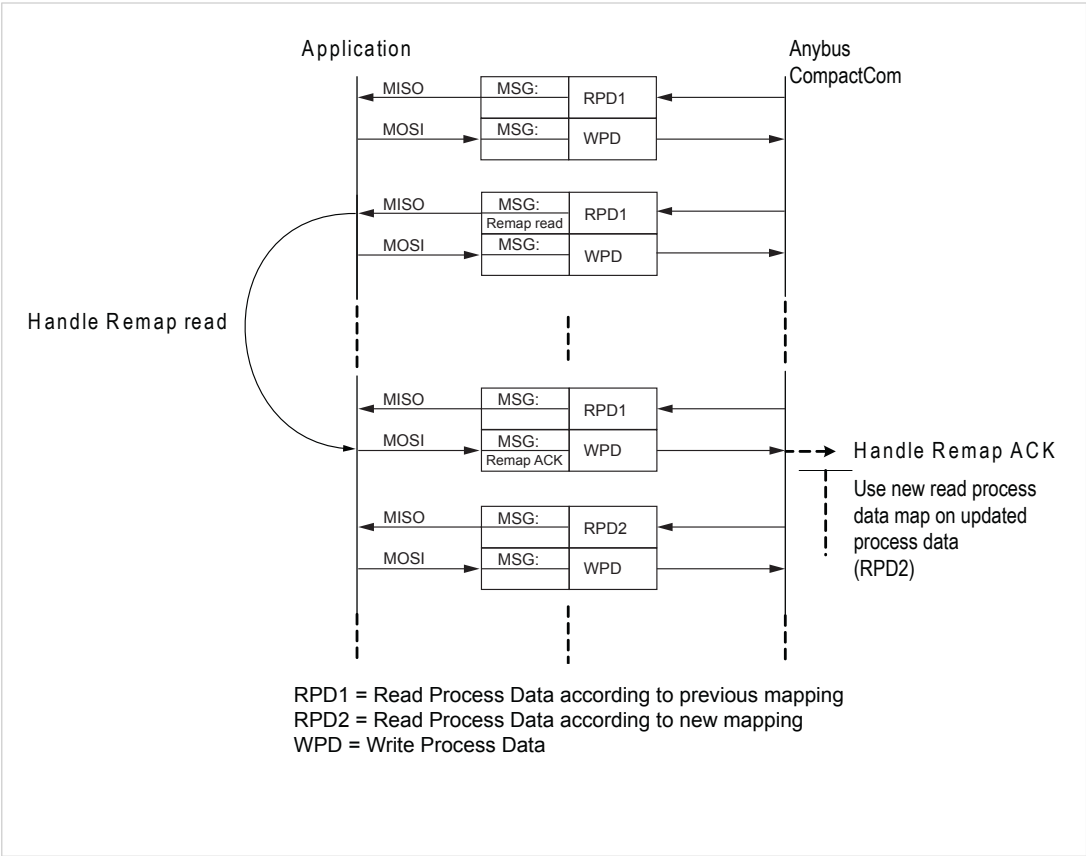 Application
Anybus
CompactCom
MISO
MSG:
RPD1
MOSI
MSG:
WPD
MISO
MSG:
Remap read
RPD1
MOSI
MSG:
WPD
Handle Remap read
MISO
MSG:
RPD1
MOSI
MSG:
Remap ACK
WPD
Handle Remap ACK
Use new read process
data map on updated
process data
(RPD2)
MISO
MSG:
RPD2
MOSI
MSG:
WPD
RPD1 = Read Process Data according to previous mapping
RPD2 = Read Process Data according to new mapping
WPD = Write Process Data